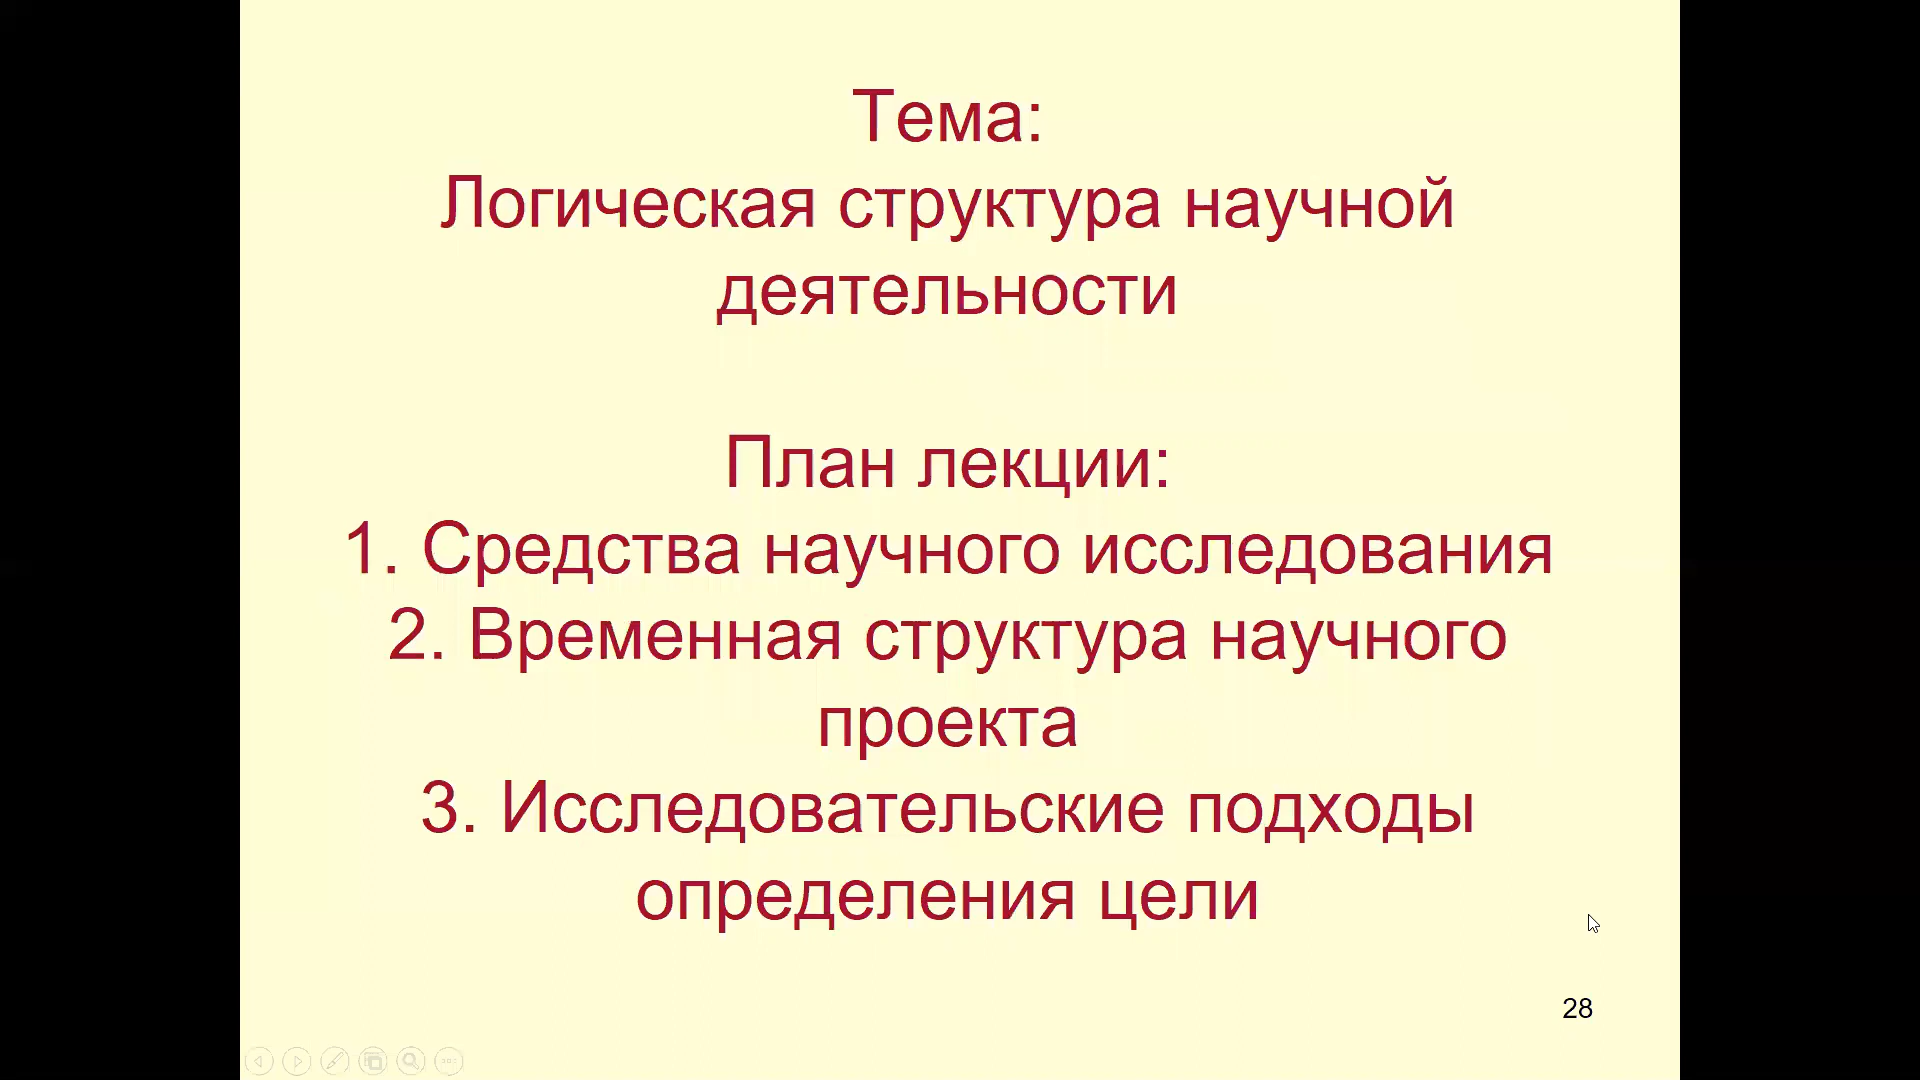 Тема:
Логическая структура научной
деятельности
План лекции:
1. Средства научного исследования
2. Временная структура научного
проекта
3. Исследовательские подходы
определения цели
28